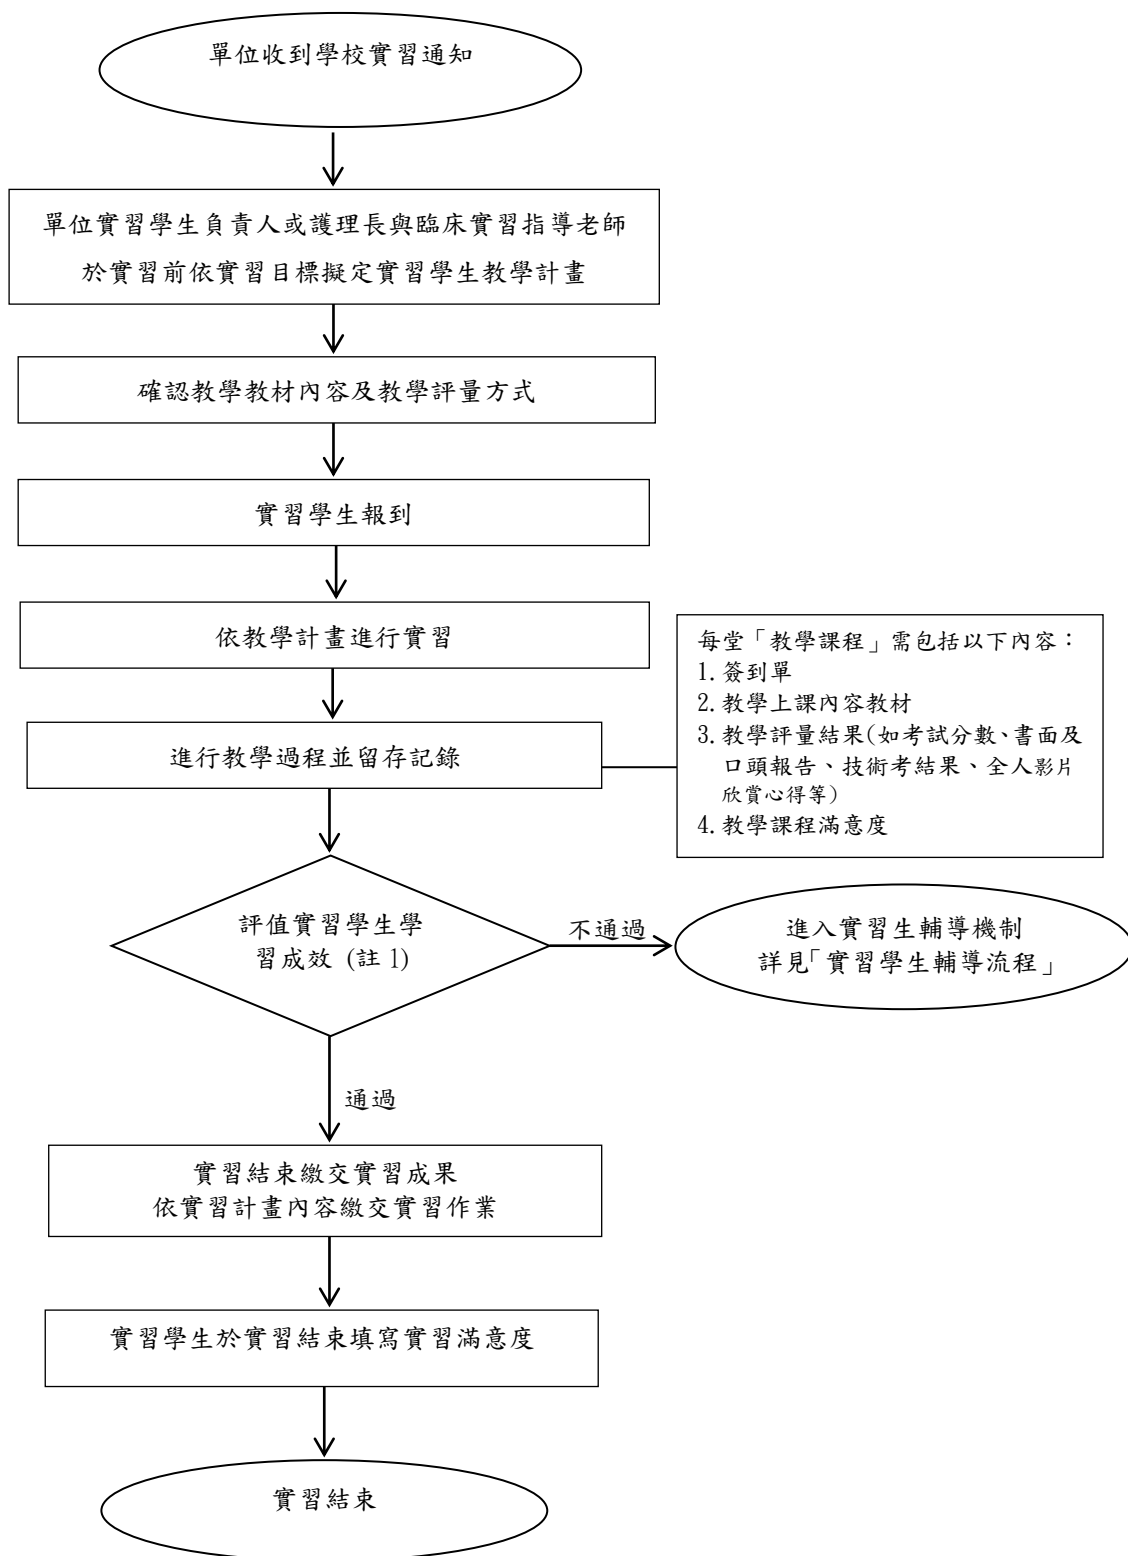 單位收到學校實習通知
單位實習學生負責人或護理長與臨床實習指導老師
於實習前依實習目標擬定實習學生教學計畫
確認教學教材內容及教學評量方式
實習學生報到
依教學計畫進行實習
每堂「教學課程」需包括以下內容：
1.簽到單
2.教學上課內容教材
3.教學評量結果(如考試分數、書面及
口頭報告、技術考結果、全人影片
欣賞心得等)
4.教學課程滿意度
進行教學過程並留存記錄
評值實習學生學
習成效 (註 1)
不通過
進入實習生輔導機制
詳見「實習學生輔導流程」
通過
實習結束繳交實習成果
依實習計畫內容繳交實習作業
實習學生於實習結束填寫實習滿意度
實習結束